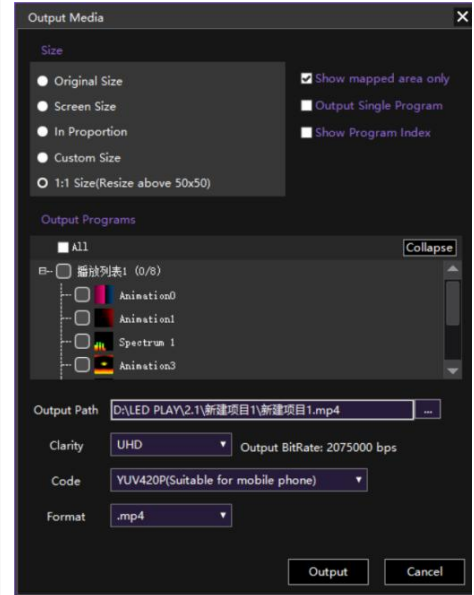 Output Media
Size
Original Size
Screen Size
In Proportion
Custom Size
1:1 Size(Resize above 50x50)
Show mapped area only
Output Single Program
Show Program Index
Output Programs
All
Collapse
播放列表1 (0/8)
Animation0
Animation1
Spectrum 1
Animation3
Output Path D:\LED PLAY\2.1\新建项目1\新建项目1.mp4 ...
Clarity UHD Output BitRate: 2075000 bps
Code YUV420P(Suitable for mobile phone)
Format .mp4
Output Cancel